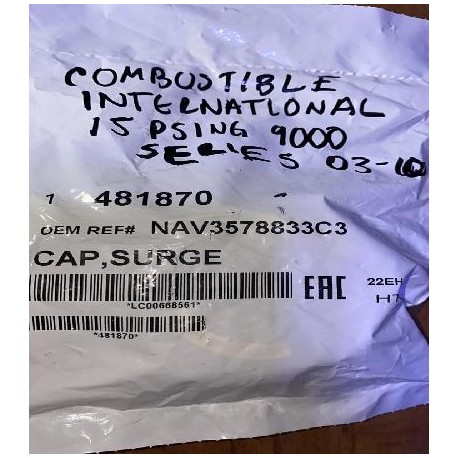 COMBUSTIBLE
INTERNATIONAL
15 PSING 9000
SERIES 03-10
1 481870
OEM REF# NAV3578833C3
CAP,SURGE
*LC00668561*
EAC
22EH
H7
*481870*